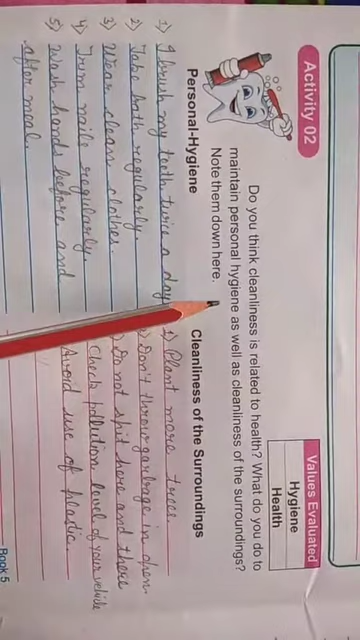 Activity 02
Values Evaluated
Hygiene
Health
Do you think cleanliness is related to health? What do you do to
maintain personal hygiene as well as cleanliness of the surroundings?
Note them down here.
Personal-Hygiene
1) I brush my teeth twice a day
2) Take bath regularly.
3) Wear clean clothes.
4) Trim nails regularly.
5) Wash hands before and
after meal.
Cleanliness of the Surroundings
1) Plant more trees
) Don't throw garbage in open.
) Do not spit here and there
Check pollution level of your vehicle
Avoid use of plastic.
Book 5